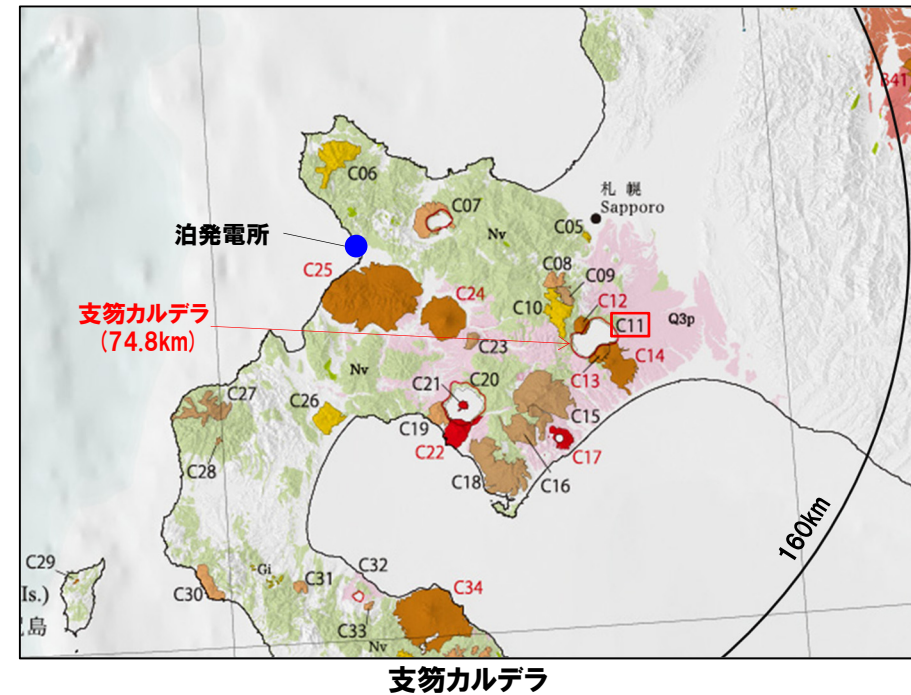 B41
C06
C07
札 幌
Sapporo
Nv
C05
泊発電所
C25
C08
C09
C24
C10
C12
支笏カルデラ
(74.8km)
C11
Q3p
C23
C14
C13
Nv
C21
C20
C27
C26
C15
C19
C22
C17
C28
C18
C16
160km
C29
C32
Gi
C31
C34
Is.)
C30
島
C33
Nv
支笏カルデラ